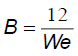 B = 12/We